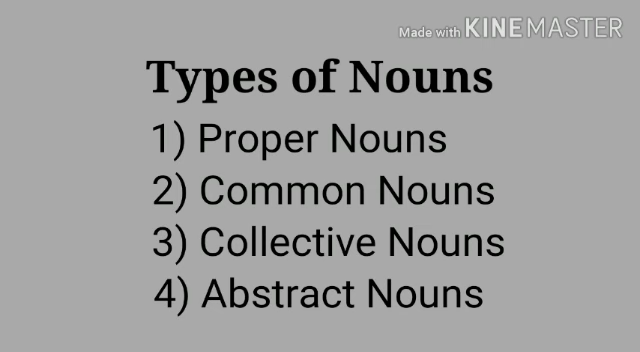 Made with KINEMASTER
Types of Nouns
1) Proper Nouns
2) Common Nouns
3) Collective Nouns
4) Abstract Nouns